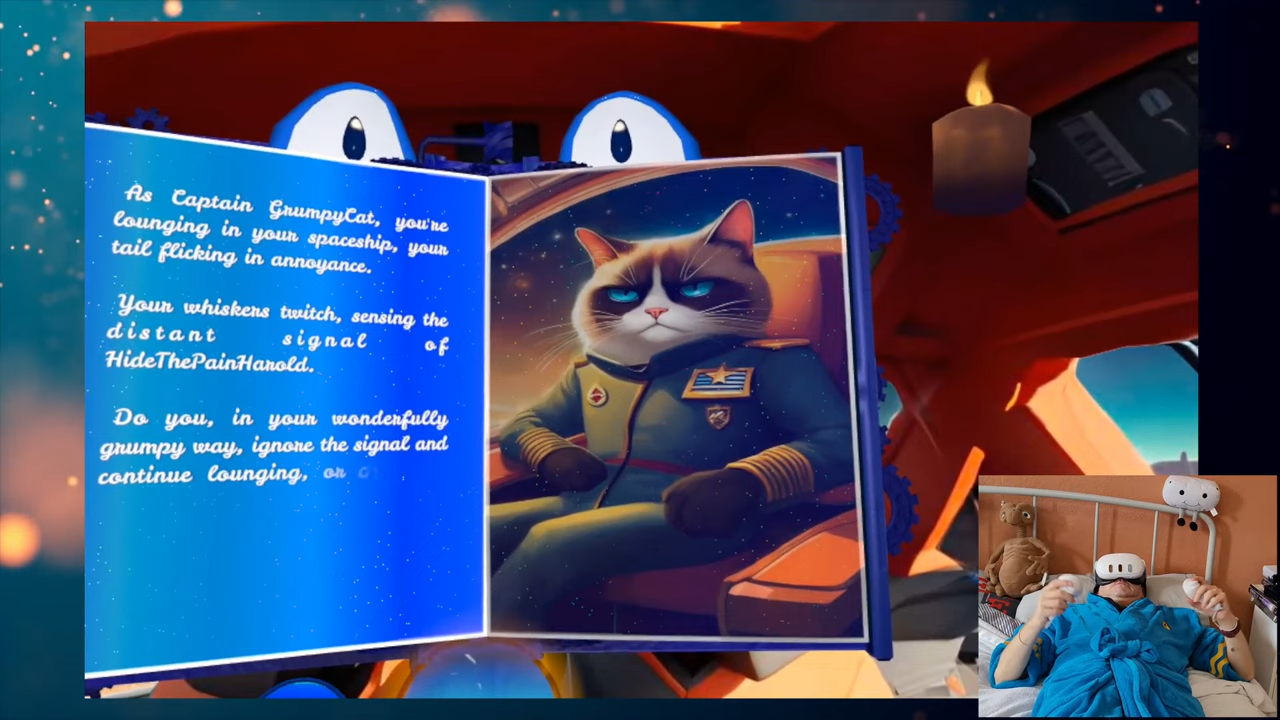 As Captain GrumpyCat, you're
lounging in your spaceship, your
tail flicking in annoyance.
Your whiskers twitch, sensing the
distant signal of
HideThePainHarold.
Do you, in your wonderfully
grumpy way, ignore the signal and
continue lounging, or